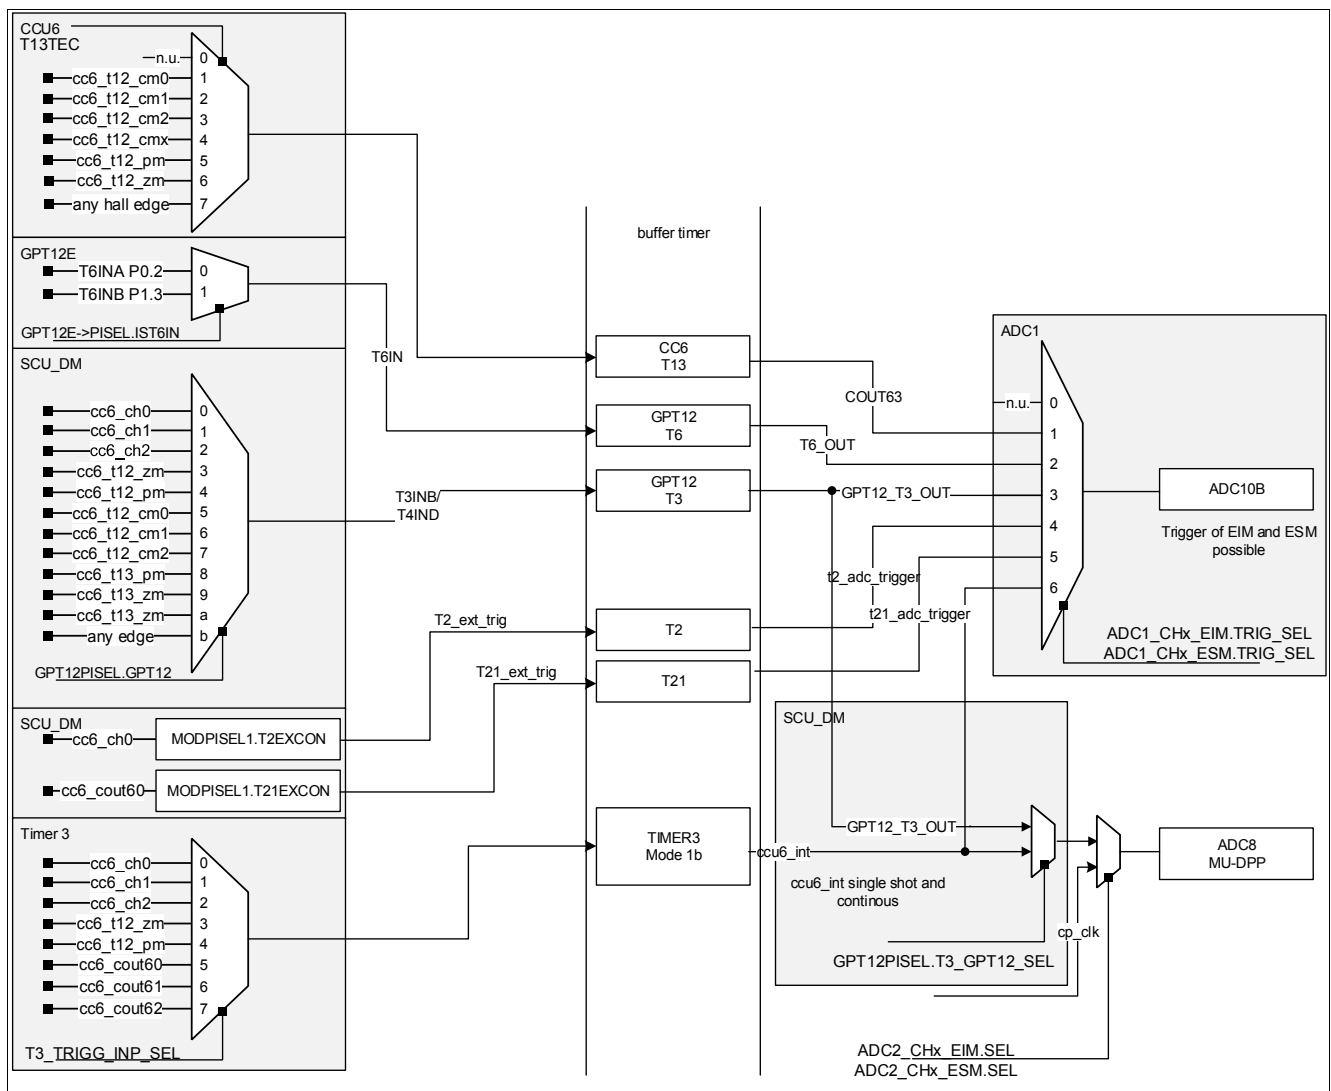 CCU6
T13TEC
n.u.
0
cc6_t12_cm0
1
cc6_t12_cm1
2
cc6_t12_cm2
3
cc6_t12_cmx
4
cc6_t12_pm
5
cc6_t12_zm
6
any hall edge
7
GPT12E
T6INA P0.2
0
T6INB P1.3
1
GPT12E->PISEL.IST6IN
SCU_DM
cc6_ch0
0
cc6_ch1
1
cc6_ch2
2
cc6_t12_zm
3
cc6_t12_pm
4
cc6_t12_cm0
5
cc6_t12_cm1
6
cc6_t12_cm2
7
cc6_t13_pm
8
cc6_t13_zm
9
cc6_t13_zm
a
any edge
b
GPT12PISEL.GPT12
SCU_DM
cc6_ch0
MODPISEL1.T2EXCON
cc6_cout60
MODPISEL1.T21EXCON
Timer 3
cc6_ch0
0
cc6_ch1
1
cc6_ch2
2
cc6_t12_zm
3
cc6_t12_pm
4
cc6_cout60
5
cc6_cout61
6
cc6_cout62
7
T3_TRIGG_INP_SEL
T6IN
T3INB/
T4IND
T2_ext_trig
T21_ext_trig
buffer timer
CC6
T13
GPT12
T6
GPT12
T3
T2
T21
TIMER3
Mode 1b
COUT63
T6_OUT
GPT12_T3_OUT
t2_adc_trigger
t21_adc_trigger
ADC1
n.u.
0
1
2
3
4
5
6
ADC10B
Trigger of EIM and ESM
possible
ADC1_CHx_EIM.TRIG_SEL
ADC1_CHx_ESM.TRIG_SEL
SCU_DM
GPT12_T3_OUT
ccu6_int
ccu6_int single shot and
continous
GPT12PISEL.T3_GPT12_SEL
cp_clk
ADC8
MU-DPP
ADC2_CHx_EIM.SEL
ADC2_CHx_ESM.SEL